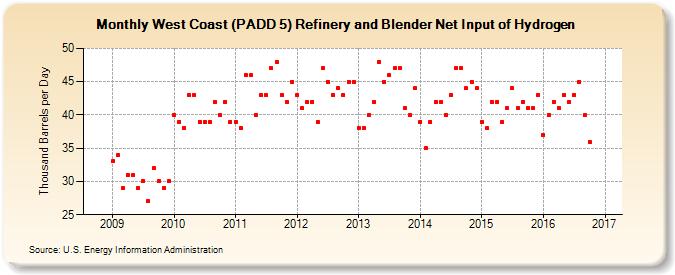 Monthly West Coast (PADD 5) Refinery and Blender Net Input of Hydrogen
Thousand Barrels per Day
50
45
40
35
30
25
2009 2010 2011 2012 2013 2014 2015 2016 2017
Source: U.S. Energy Information Administration